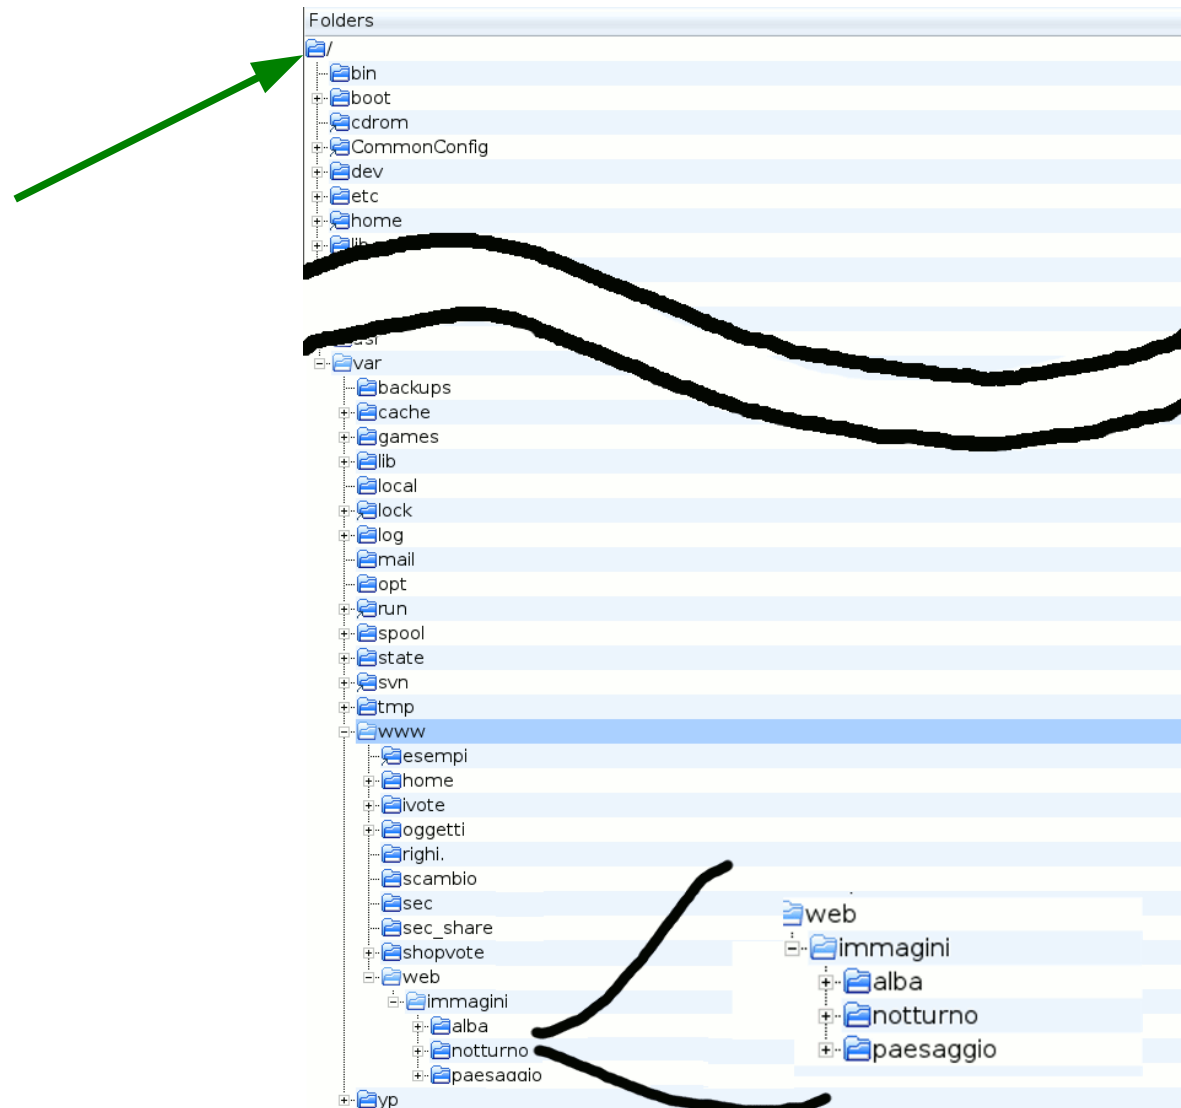 Folders
/
bin
boot
cdrom
CommonConfig
dev
etc
home
lib
var
backups
cache
games
lib
local
lock
log
mail
opt
run
spool
state
svn
tmp
www
esempi
home
ivote
oggetti
righi.
scambio
sec
sec_share
shopvote
web
immagini
alba
notturno
paesaggio
yp
web
immagini
alba
notturno
paesaggio